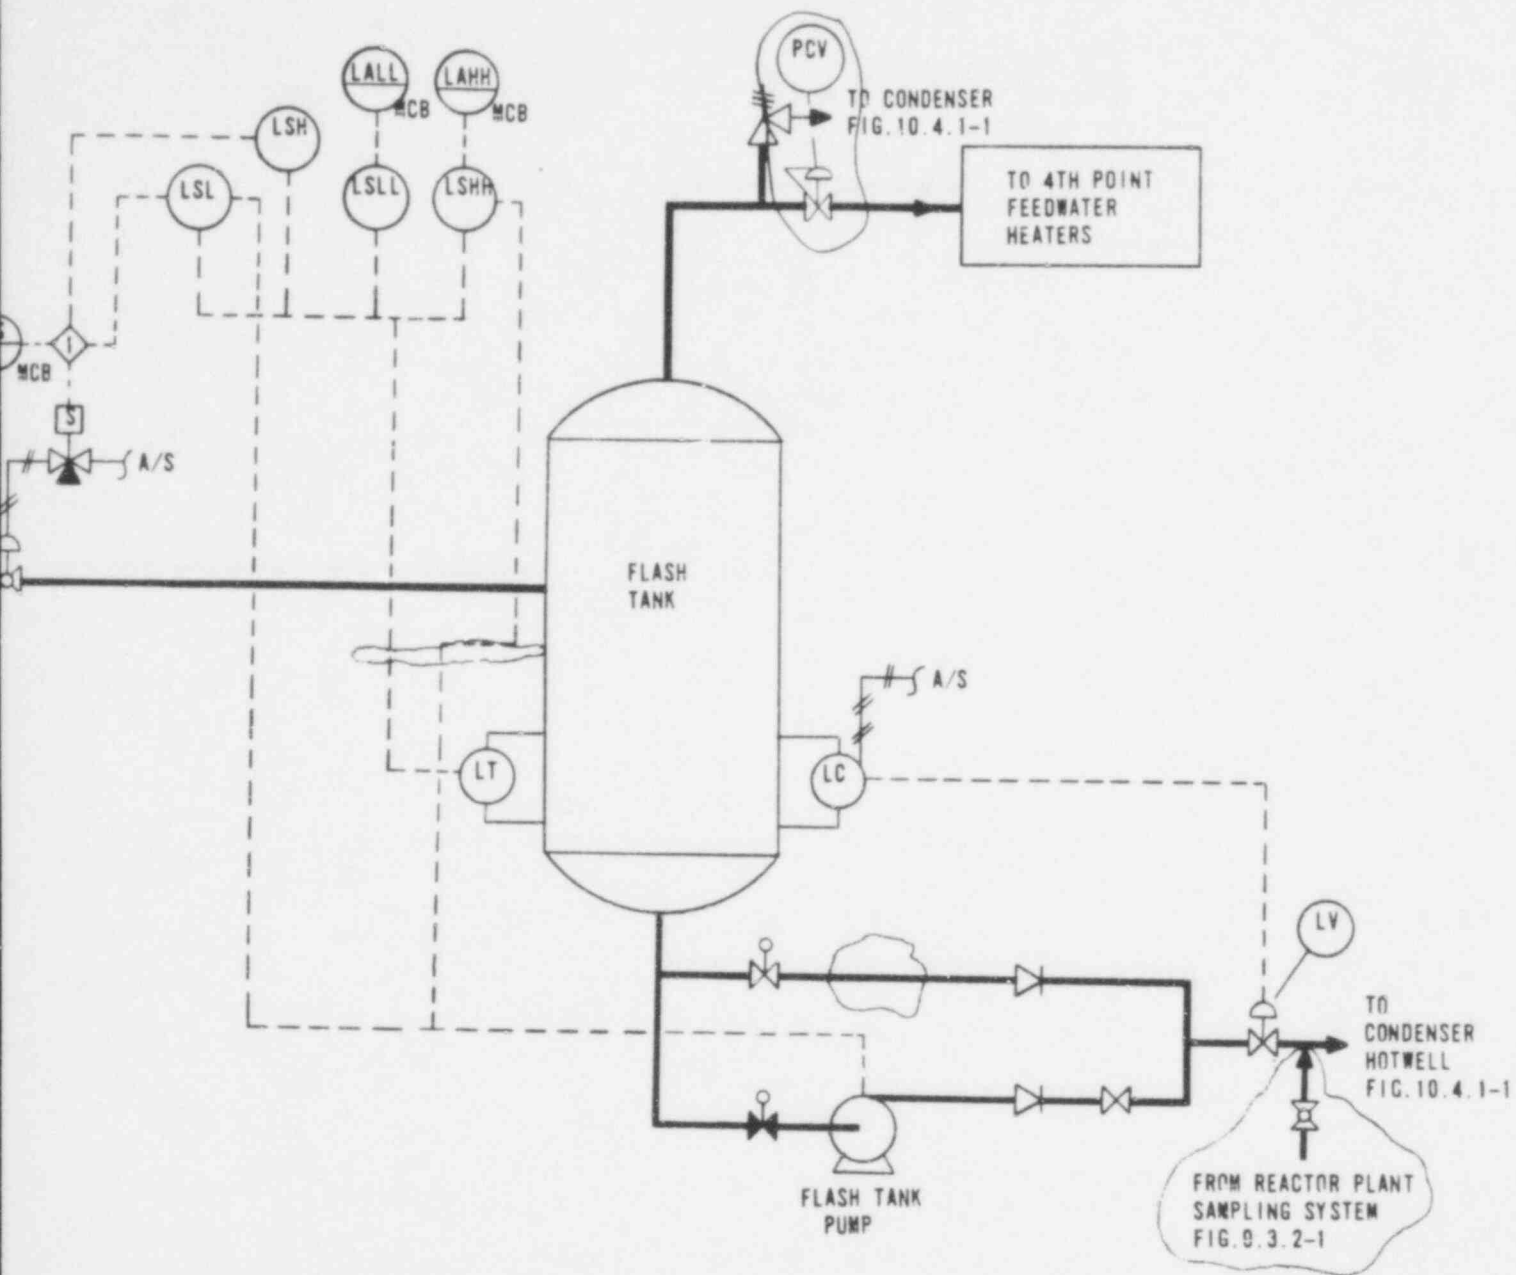 PCV
LALL
LAHH
MCB
MCB
TO CONDENSER
FIG.10.4.1-1
LSH
LSL
LSLL
LSHH
TO 4TH POINT
FEEDWATER
HEATERS
I
MCB
S
A/S
FLASH
TANK
A/S
LT
LC
LV
TO
CONDENSER
HOTWELL
FIG.10.4.1-1
FLASH TANK
PUMP
FROM REACTOR PLANT
SAMPLING SYSTEM
FIG.9.3.2-1